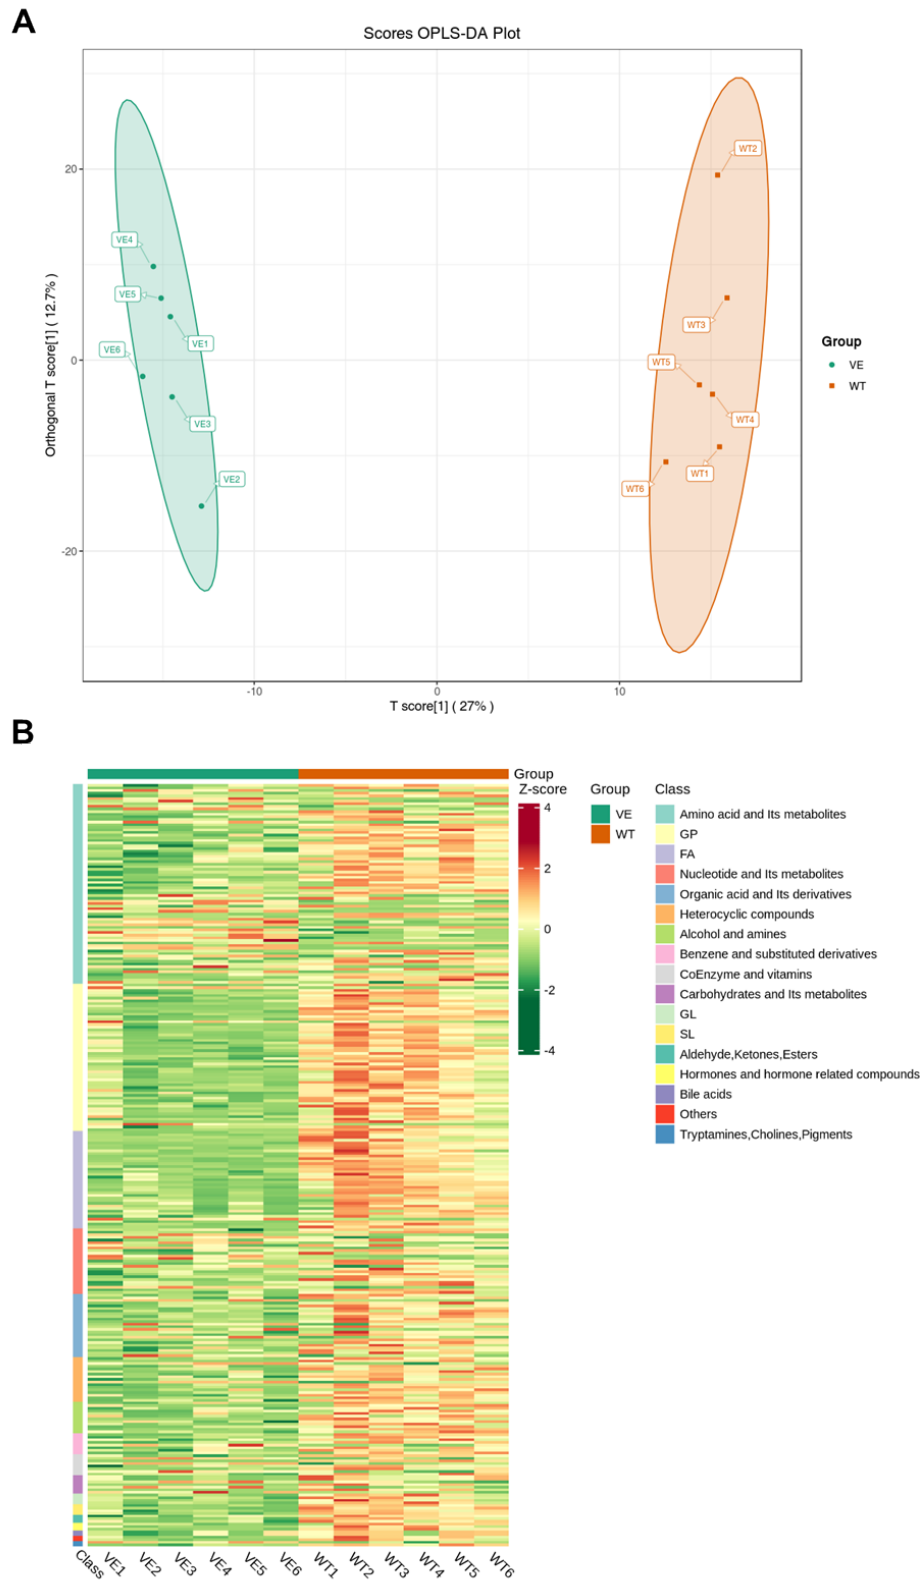 A
Scores OPLS-DA Plot
Orthogonal T score[1] ( 12.7% )
20
0
-20
VE4
VE5
VE1
VE6
VE3
VE2
WT2
WT3
WT5
WT4
WT1
WT6
Group
VE
WT
-10
0
10
T score[1] ( 27% )
B
Group
Z-score
4
2
0
-2
-4
Group
VE
WT
Class
Amino acid and Its metabolites
GP
FA
Nucleotide and Its metabolites
Organic acid and Its derivatives
Heterocyclic compounds
Alcohol and amines
Benzene and substituted derivatives
CoEnzyme and vitamins
Carbohydrates and Its metabolites
GL
SL
Aldehyde,Ketones,Esters
Hormones and hormone related compounds
Bile acids
Others
Tryptamines,Cholines,Pigments
Class
VE1
VE2
VE3
VE4
VE5
VE6
WT1
WT2
WT3
WT4
WT5
WT6